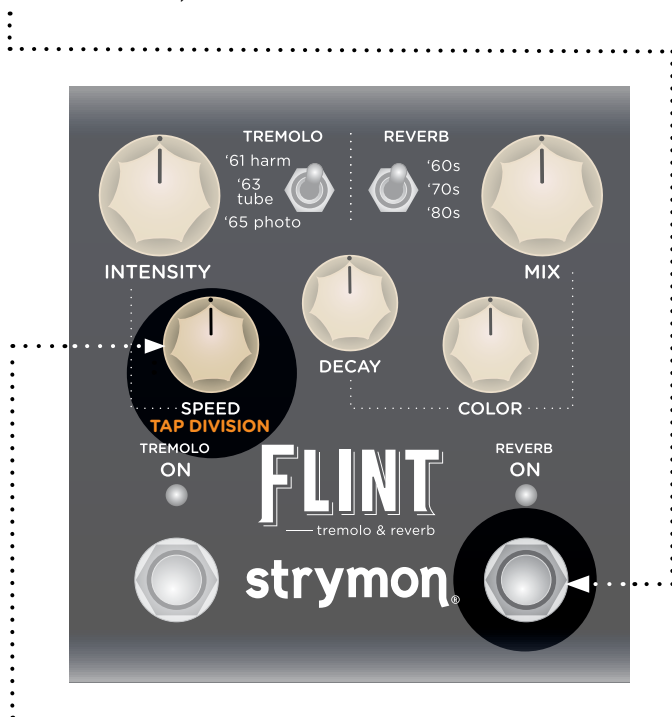 TREMOLO
REVERB
‘61 harm
‘63
tube
‘65 photo
‘60s
‘70s
‘80s
INTENSITY
MIX
DECAY
SPEED
TAP DIVISION
COLOR
TREMOLO
ON
REVERB
ON
FLINT
tremolo & reverb
strymon®